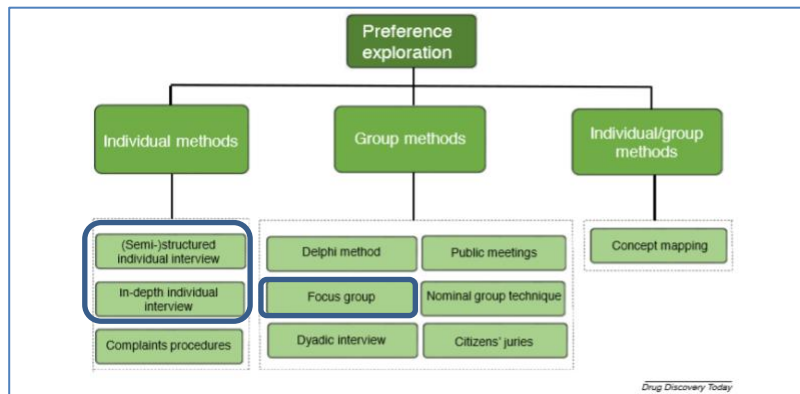 Preference
exploration
Individual methods
Group methods
Individual/group
methods
(Semi-)structured
individual interview
In-depth individual
interview
Complaints procedures
Delphi method
Public meetings
Focus group
Nominal group technique
Dyadic interview
Citizens' juries
Concept mapping
Drug Discovery Today